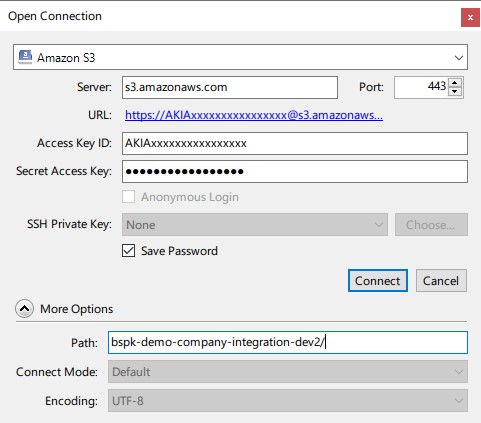 Open Connection
x
Amazon S3
Server: s3.amazonaws.com Port: 443
URL: https://AKIAxxxxxxxxxxxxxxxx@s3.amazonaws...
Access Key ID: AKIAxxxxxxxxxxxxxxxx
Secret Access Key: ●●●●●●●●●●●●●●●●●
Anonymous Login
SSH Private Key: None Choose...
Save Password
Connect Cancel
More Options
Path: bspk-demo-company-integration-dev2/
Connect Mode: Default
Encoding: UTF-8